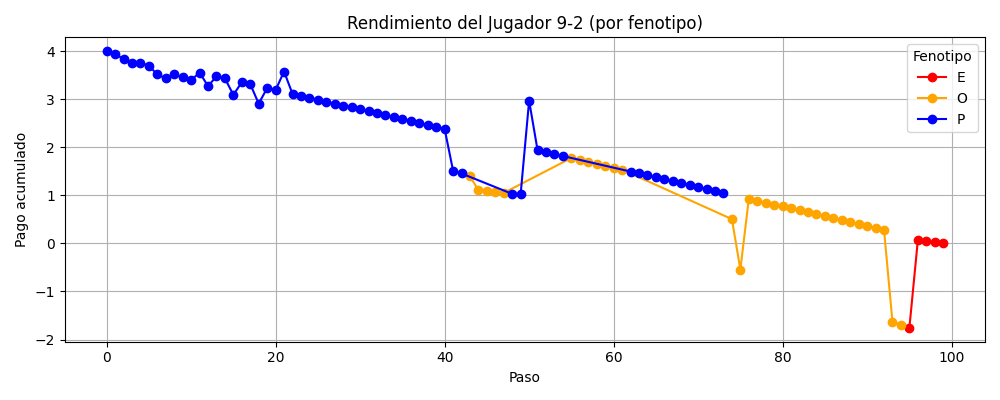 Rendimiento del Jugador 9-2 (por fenotipo)
Pago acumulado
4
3
2
1
0
−1
−2
0
20
40
60
80
100
Paso
Fenotipo
E
O
P